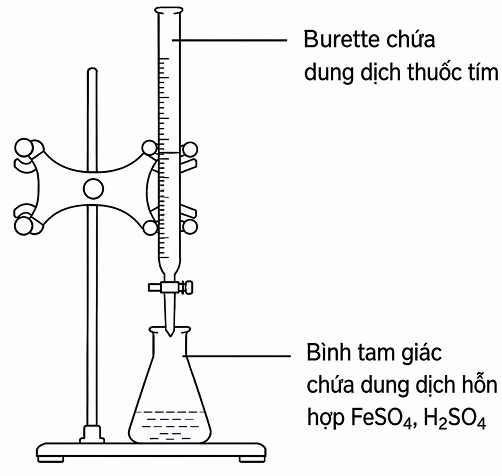 Burette chứa
dung dịch thuốc tím
Bình tam giác
chứa dung dịch hỗn
hợp FeSO₄, H₂SO₄